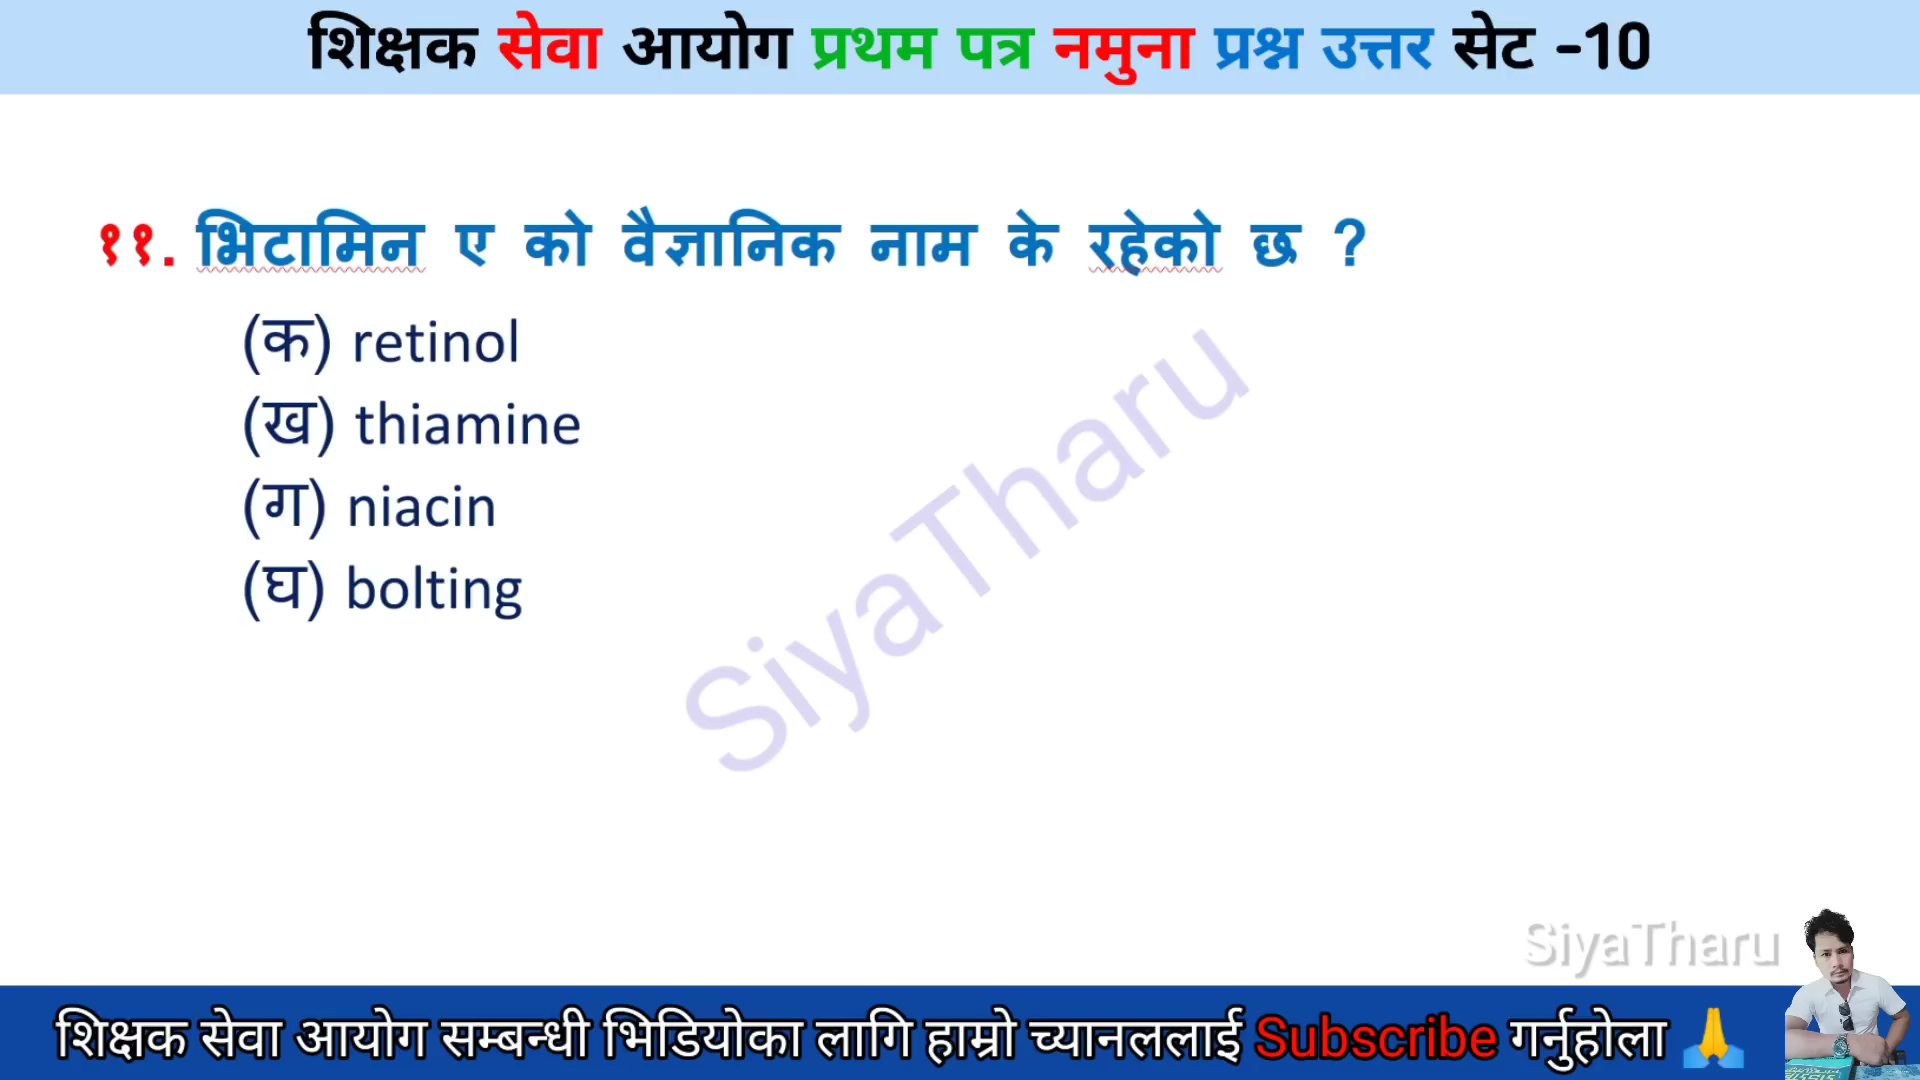 शिक्षक सेवा आयोग प्रथम पत्र नमुना प्रश्न उत्तर सेट -10
११. भिटामिन ए को वैज्ञानिक नाम के रहेको छ ?
(क) retinol
(ख) thiamine
(ग) niacin
(घ) bolting
SiyaTharu
SiyaTharu
शिक्षक सेवा आयोग सम्बन्धी भिडियोका लागि हाम्रो च्यानललाई Subscribe गर्नुहोला 🙏